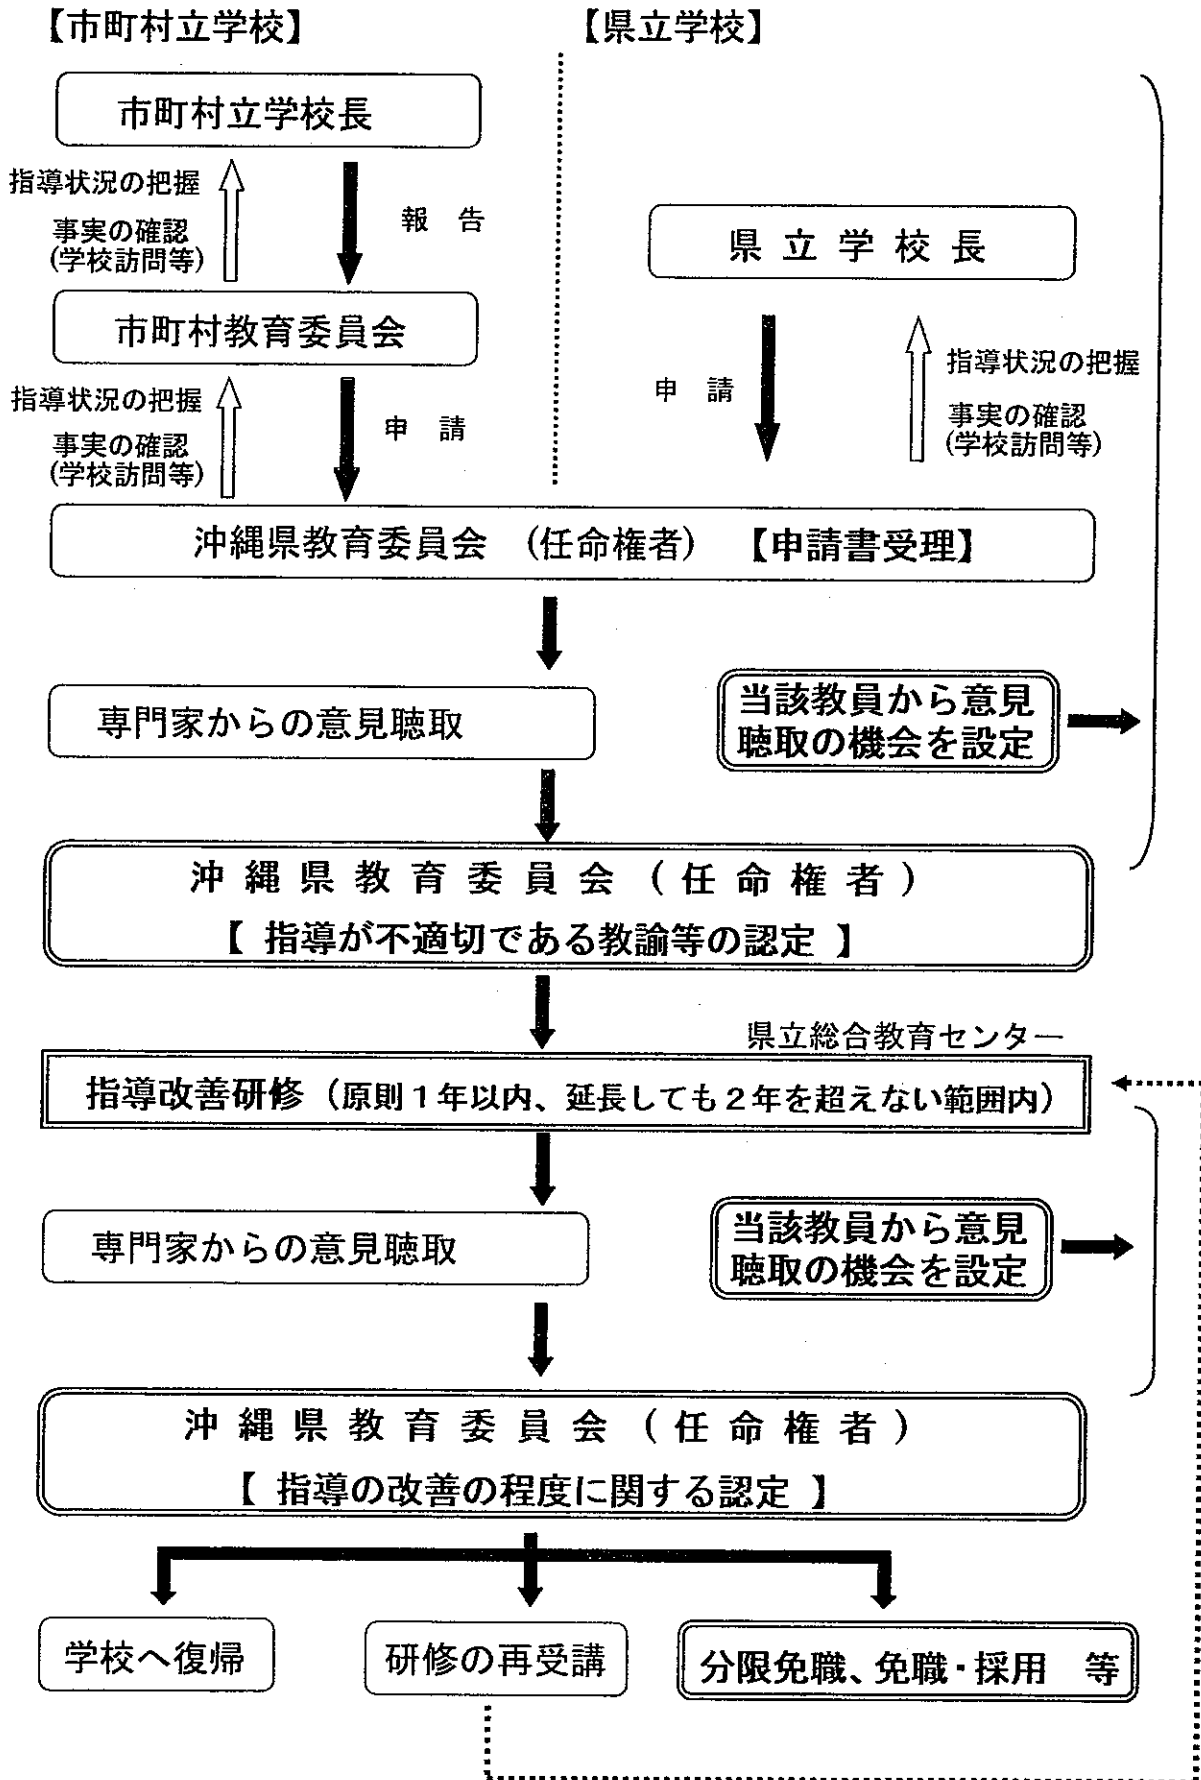 【市町村立学校】
【県立学校】
市町村立学校長
指導状況の把握
事実の確認
(学校訪問等)
報 告
県 立 学 校 長
市町村教育委員会
指導状況の把握
事実の確認
(学校訪問等)
申 請
申 請
指導状況の把握
事実の確認
(学校訪問等)
沖縄県教育委員会 (任命権者) 【申請書受理】
専門家からの意見聴取
当該教員から意見
聴取の機会を設定
沖 縄 県 教 育 委 員 会 ( 任 命 権 者 )
【 指導が不適切である教諭等の認定 】
県立総合教育センター
指導改善研修(原則1年以内、延長しても2年を超えない範囲内)
専門家からの意見聴取
当該教員から意見
聴取の機会を設定
沖 縄 県 教 育 委 員 会 ( 任 命 権 者 )
【 指導の改善の程度に関する認定 】
学校へ復帰
研修の再受講
分限免職、免職・採用 等